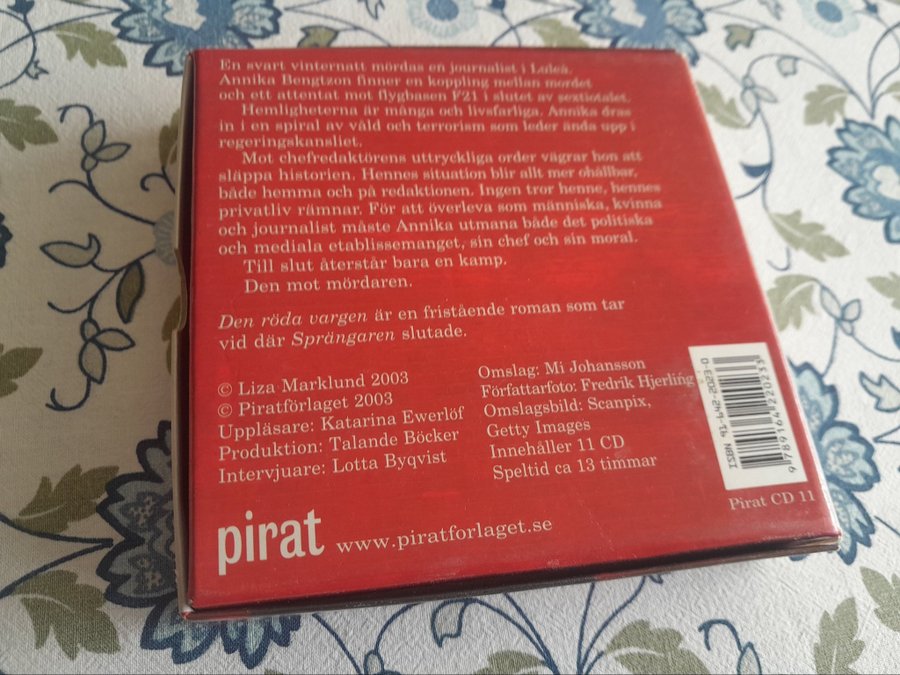 En svart vinternatt mördas en journalist i Luleå.
Annika Bengtzon finner en koppling mellan mordet
och ett attentat mot flygbasen F21 i slutet av sextiotalet.
Hemligheterna är många och livsfarliga. Annika dras
in i en spiral av våld och terrorism som leder ända upp i
regeringskansliet.
Mot chefredaktörens uttryckliga order vägrar hon att
släppa historien. Hennes situation blir allt mer ohållbar,
både hemma och på redaktionen. Ingen tror henne, hennes
privatliv rämnar. För att överleva som människa, kvinna
och journalist måste Annika utmana både det politiska
och mediala etablissemanget, sin chef och sin moral.
Till slut återstår bara en kamp.
Den mot mördaren.
Den röda vargen är en fristående roman som tar
vid där Sprängaren slutade.
© Liza Marklund 2003
© Piratförlaget 2003
Uppläsare: Katarina Ewerlöf
Produktion: Talande Böcker
Intervjuare: Lotta Byqvist
Omslag: Mi Johansson
Författarfoto: Fredrik Hjerling
Omslagsbild: Scanpix,
Getty Images
Innehåller 11 CD
Speltid ca 13 timmar
ISBN 91-642-2023-0
9789164220233
Pirat CD 11
pirat www.piratforlaget.se